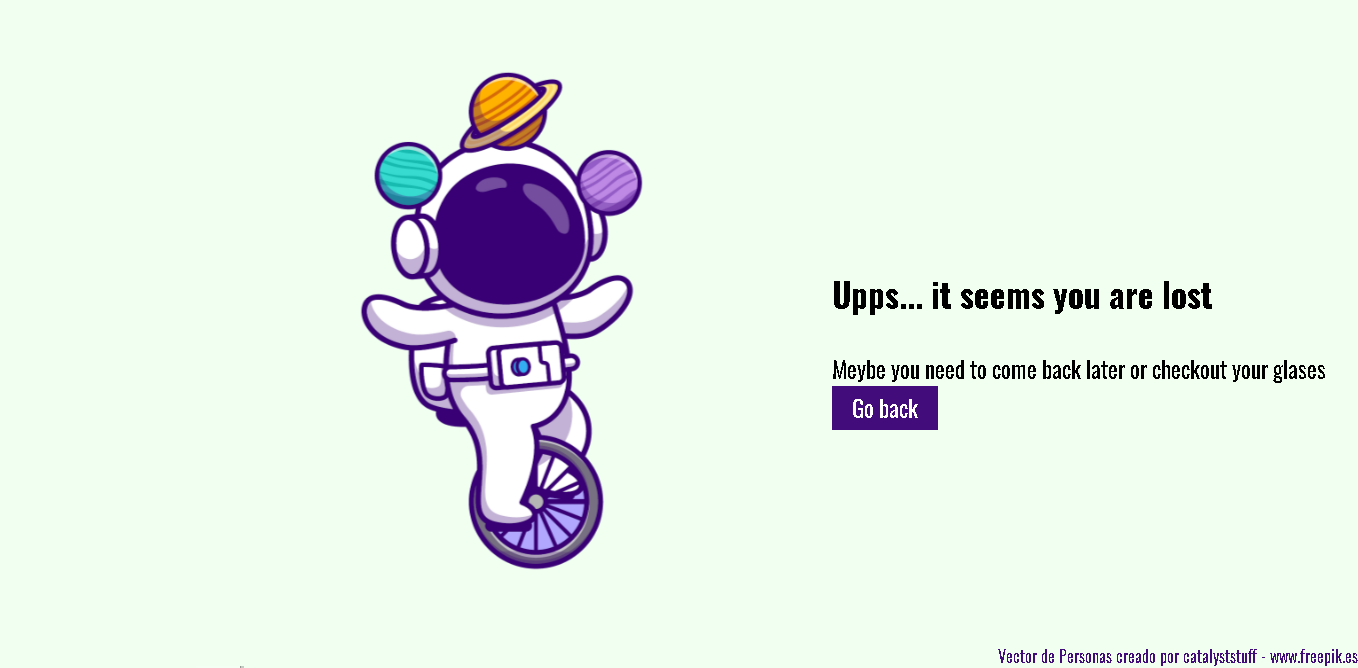 Upps... it seems you are lost
Meybe you need to come back later or checkout your glases
Go back
Vector de Personas creado por catalyststuff - www.freepik.es